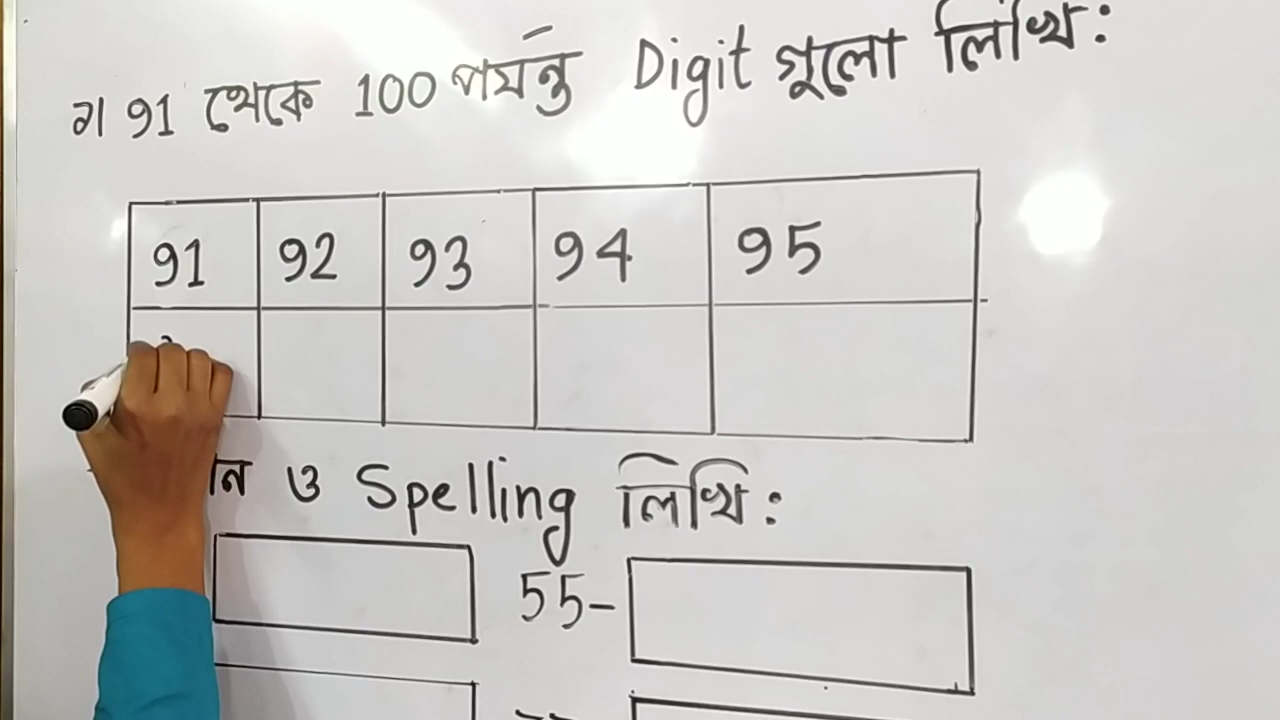 গ। 91 থেকে 100 পর্যন্ত Digit গুলো লিখি:
91 92 93 94 95
ও Spelling লিখি:
55-